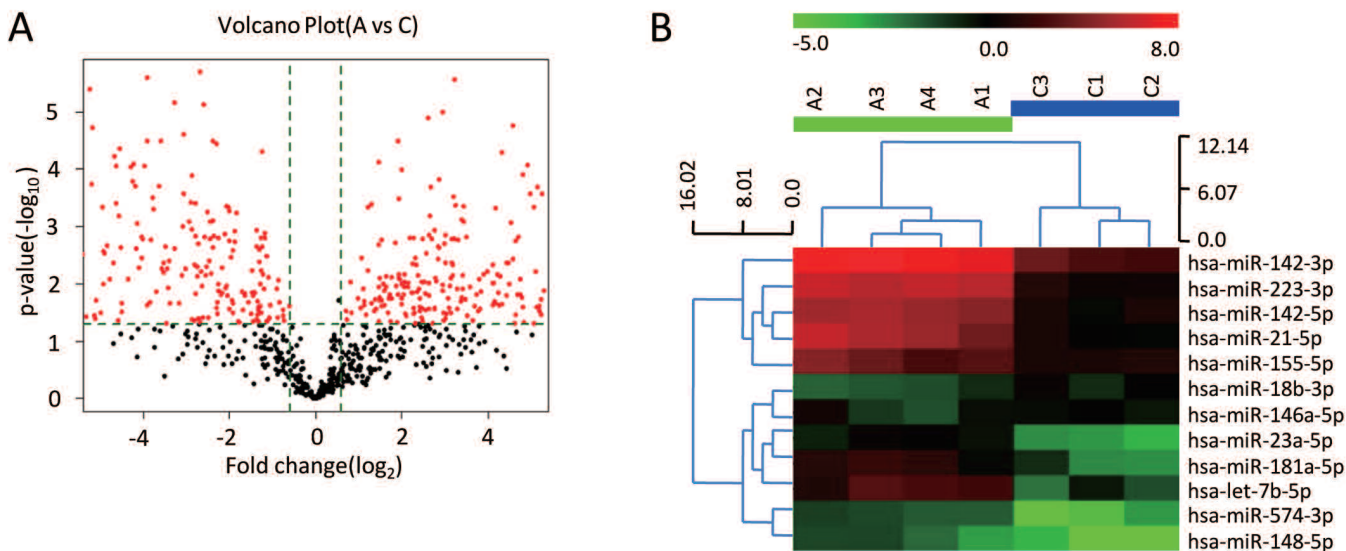 A
Volcano Plot(A vs C)
p-value(-log10)
5
4
3
2
1
0
-4 -2 0 2 4
Fold change(log2)
B
-5.0 0.0 8.0
A2 A3 A4 A1 C3 C1 C2
16.02 8.01 0.0
12.14
6.07
0.0
hsa-miR-142-3p
hsa-miR-223-3p
hsa-miR-142-5p
hsa-miR-21-5p
hsa-miR-155-5p
hsa-miR-18b-3p
hsa-miR-146a-5p
hsa-miR-23a-5p
hsa-miR-181a-5p
hsa-let-7b-5p
hsa-miR-574-3p
hsa-miR-148-5p